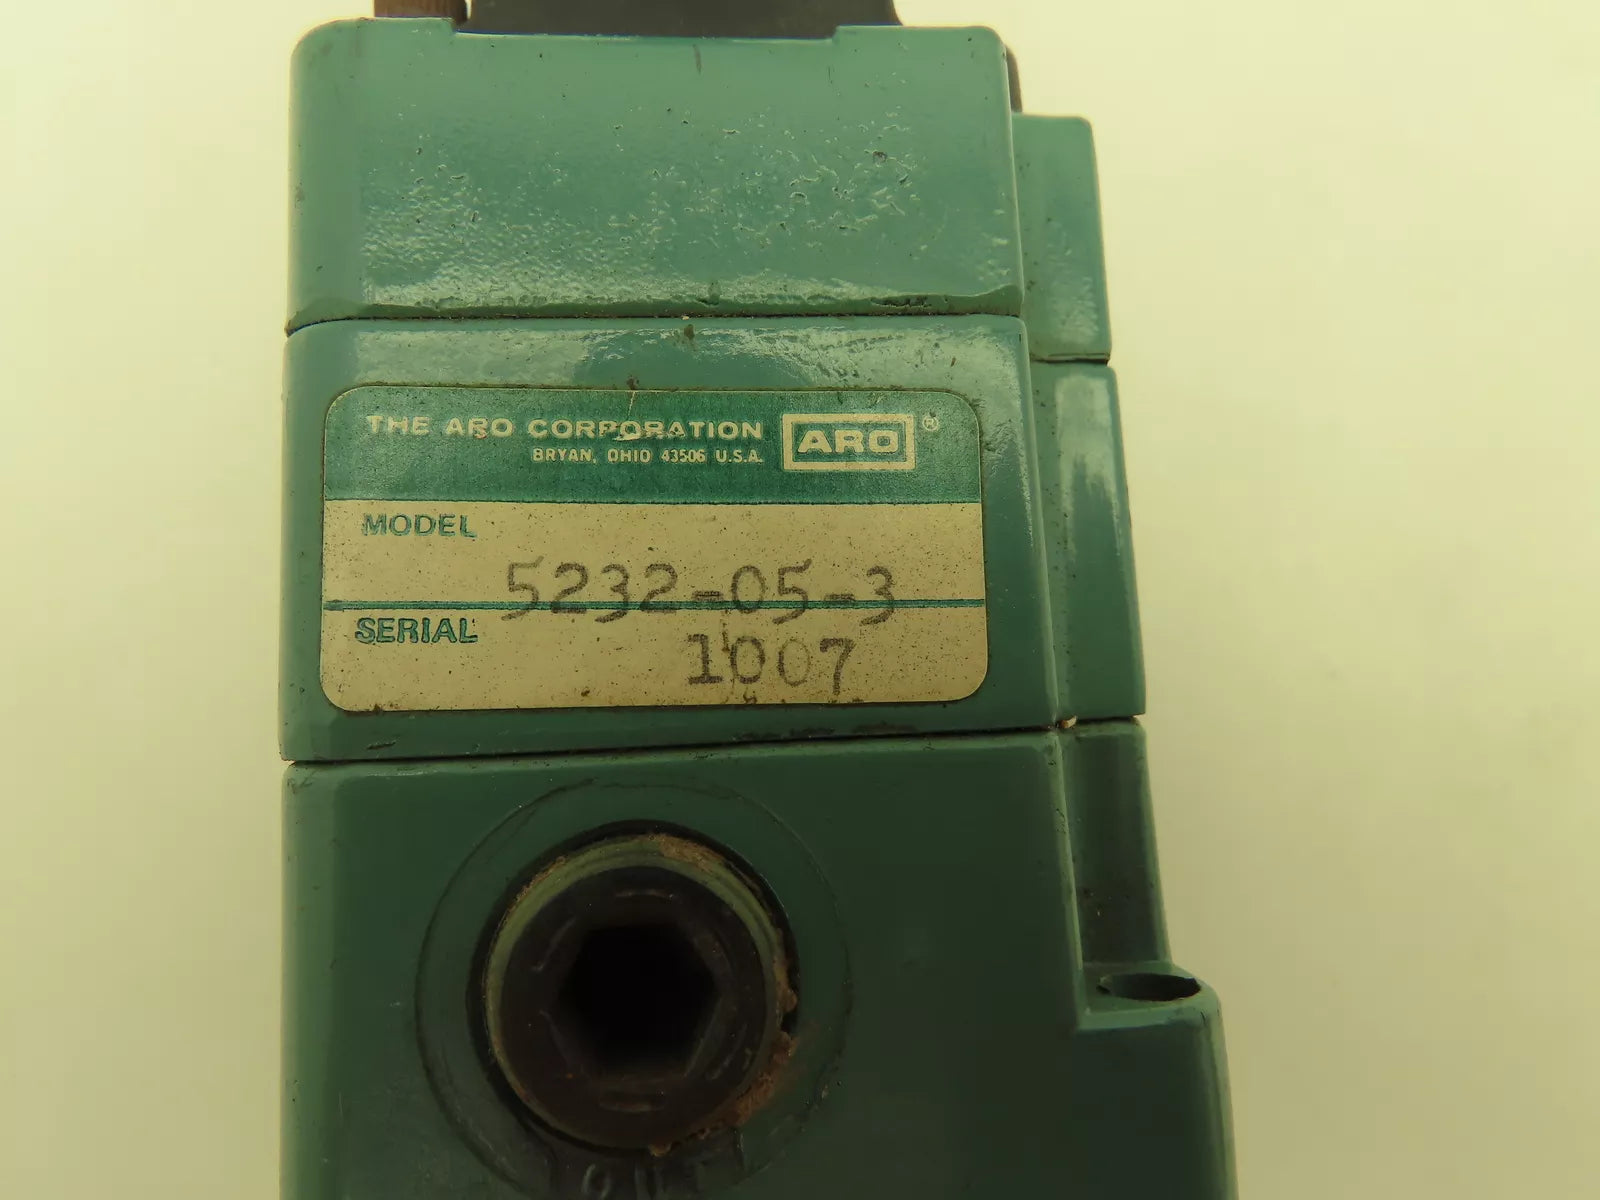 THE ARO CORPORATION
BRYAN, OHIO 43506 U.S.A.
ARO®
MODEL
5232-05-3
SERIAL
1007